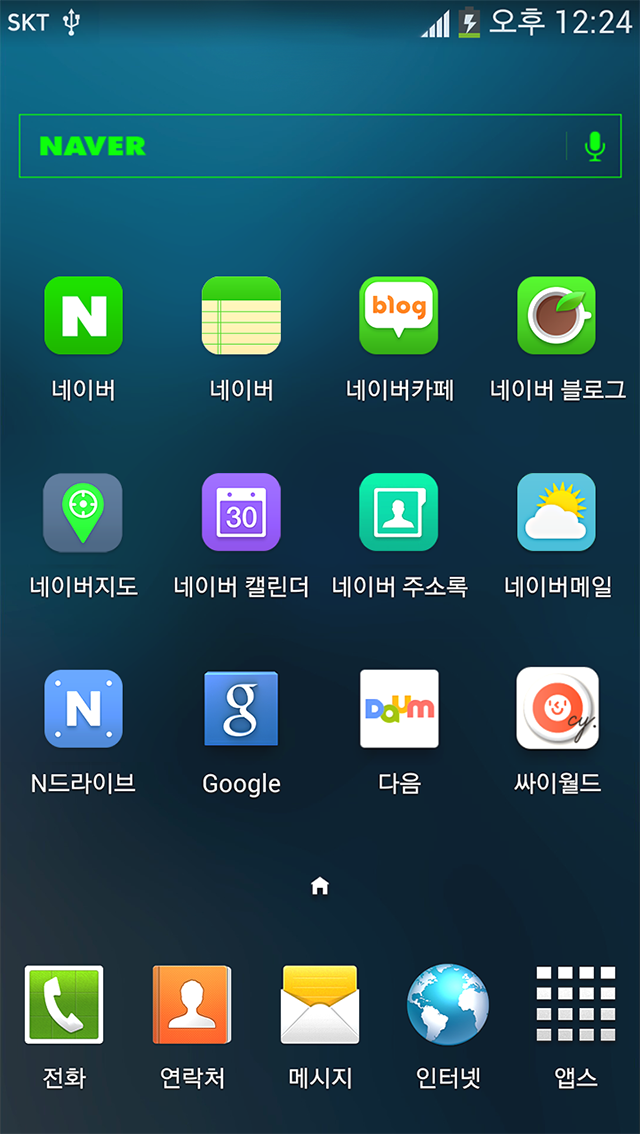 SKT 오후 12:24
NAVER
N blog
네이버 네이버 네이버카페 네이버 블로그
30
네이버지도 네이버 캘린더 네이버 주소록 네이버메일
N g Daum cy.
N드라이브 Google 다음 싸이월드
전화 연락처 메시지 인터넷 앱스